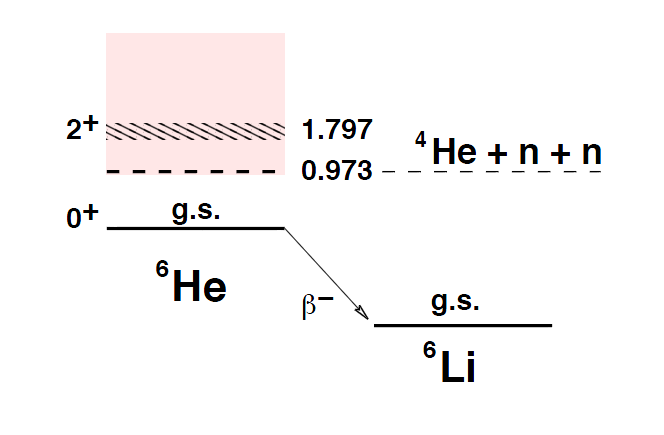 2⁺ 1.797
⁴He + n + n
0.973
0⁺ g.s.
⁶He
β⁻ g.s.
⁶Li